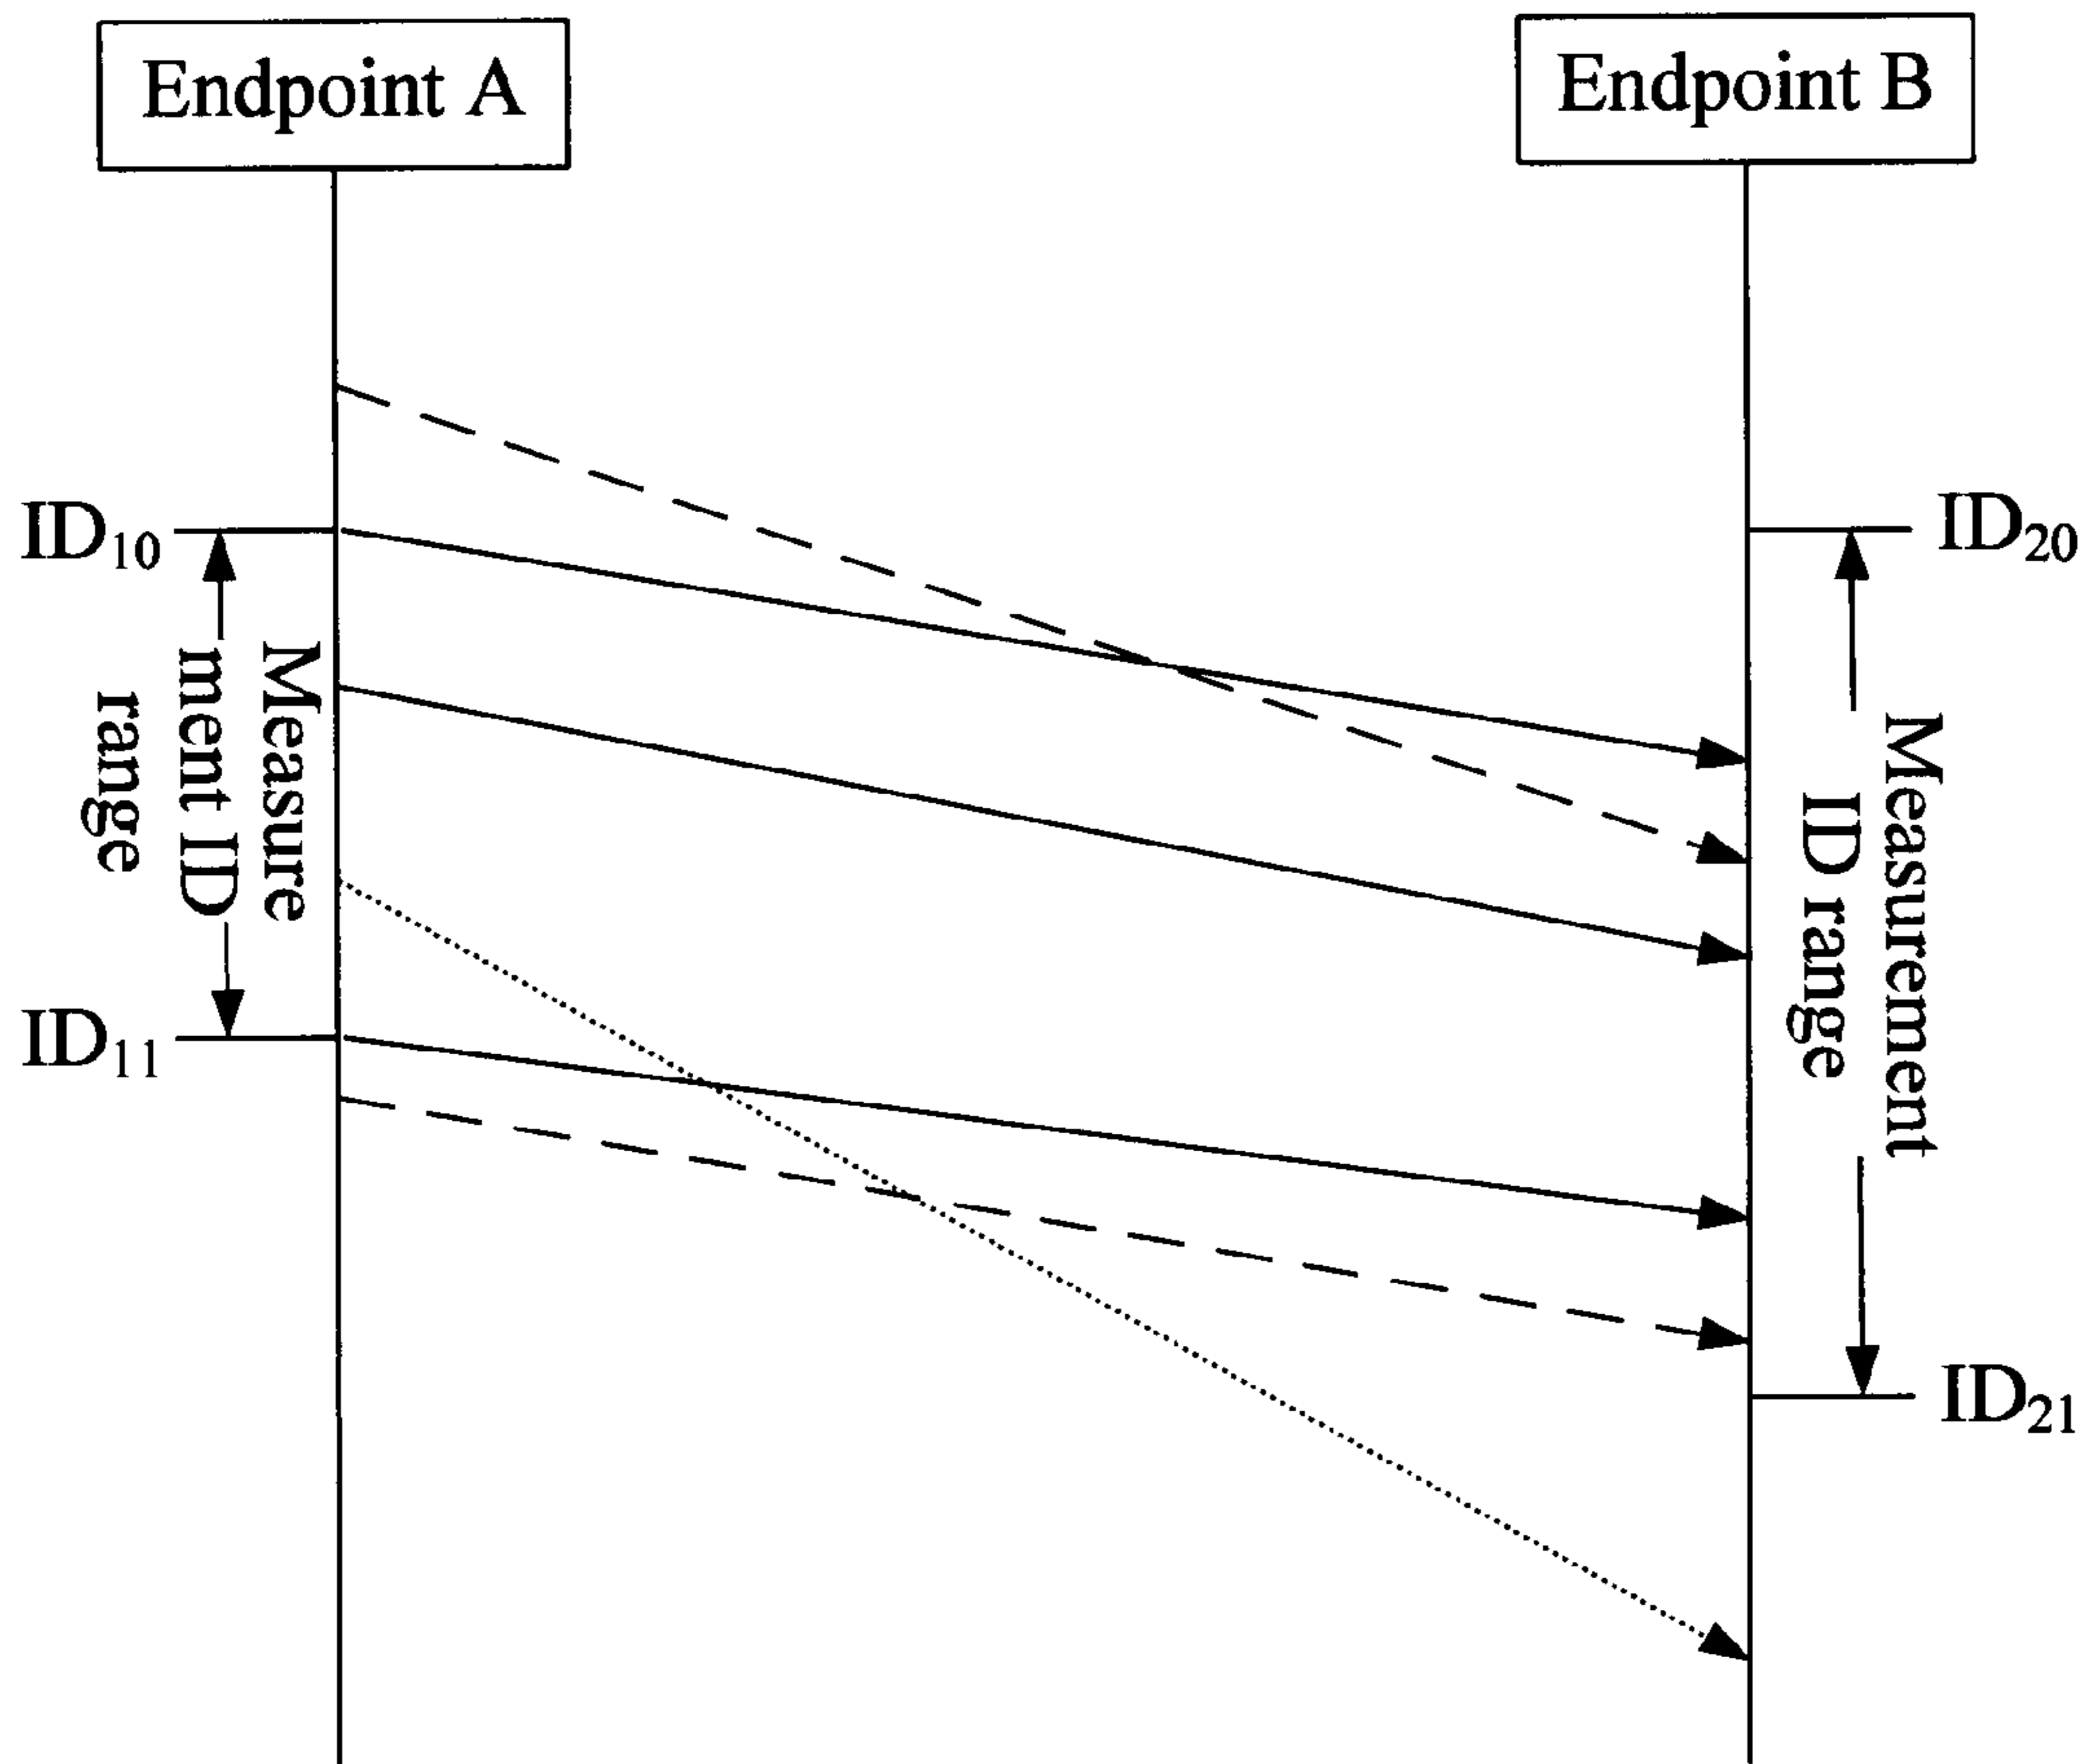 Endpoint A
Endpoint B
ID10
ID20
Measure
ment ID
range
Measurement
ID range
ID11
ID21